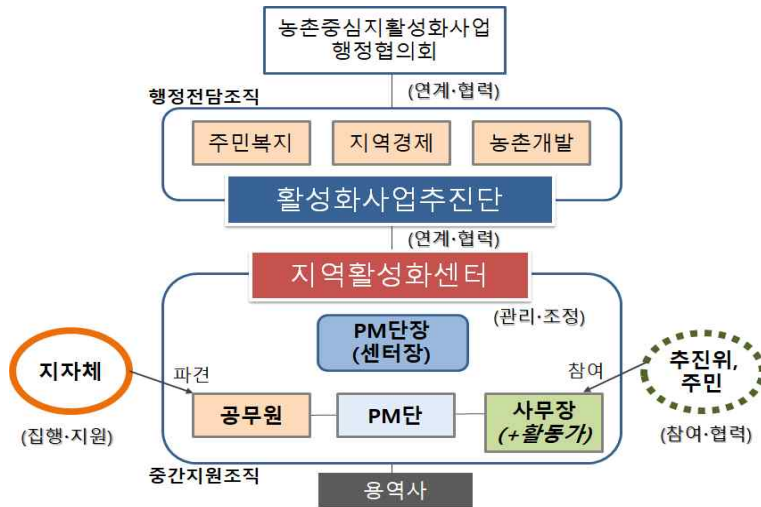 농촌중심지활성화사업
행정협의회
(연계·협력)
행정전담조직
주민복지
지역경제
농촌개발
활성화사업추진단
(연계·협력)
지역활성화센터
(관리·조정)
PM단장
(센터장)
지자체
파견
참여
추진위,
주민
공무원
PM단
사무장
(+활동가)
(집행·지원)
(참여·협력)
중간지원조직
용역사